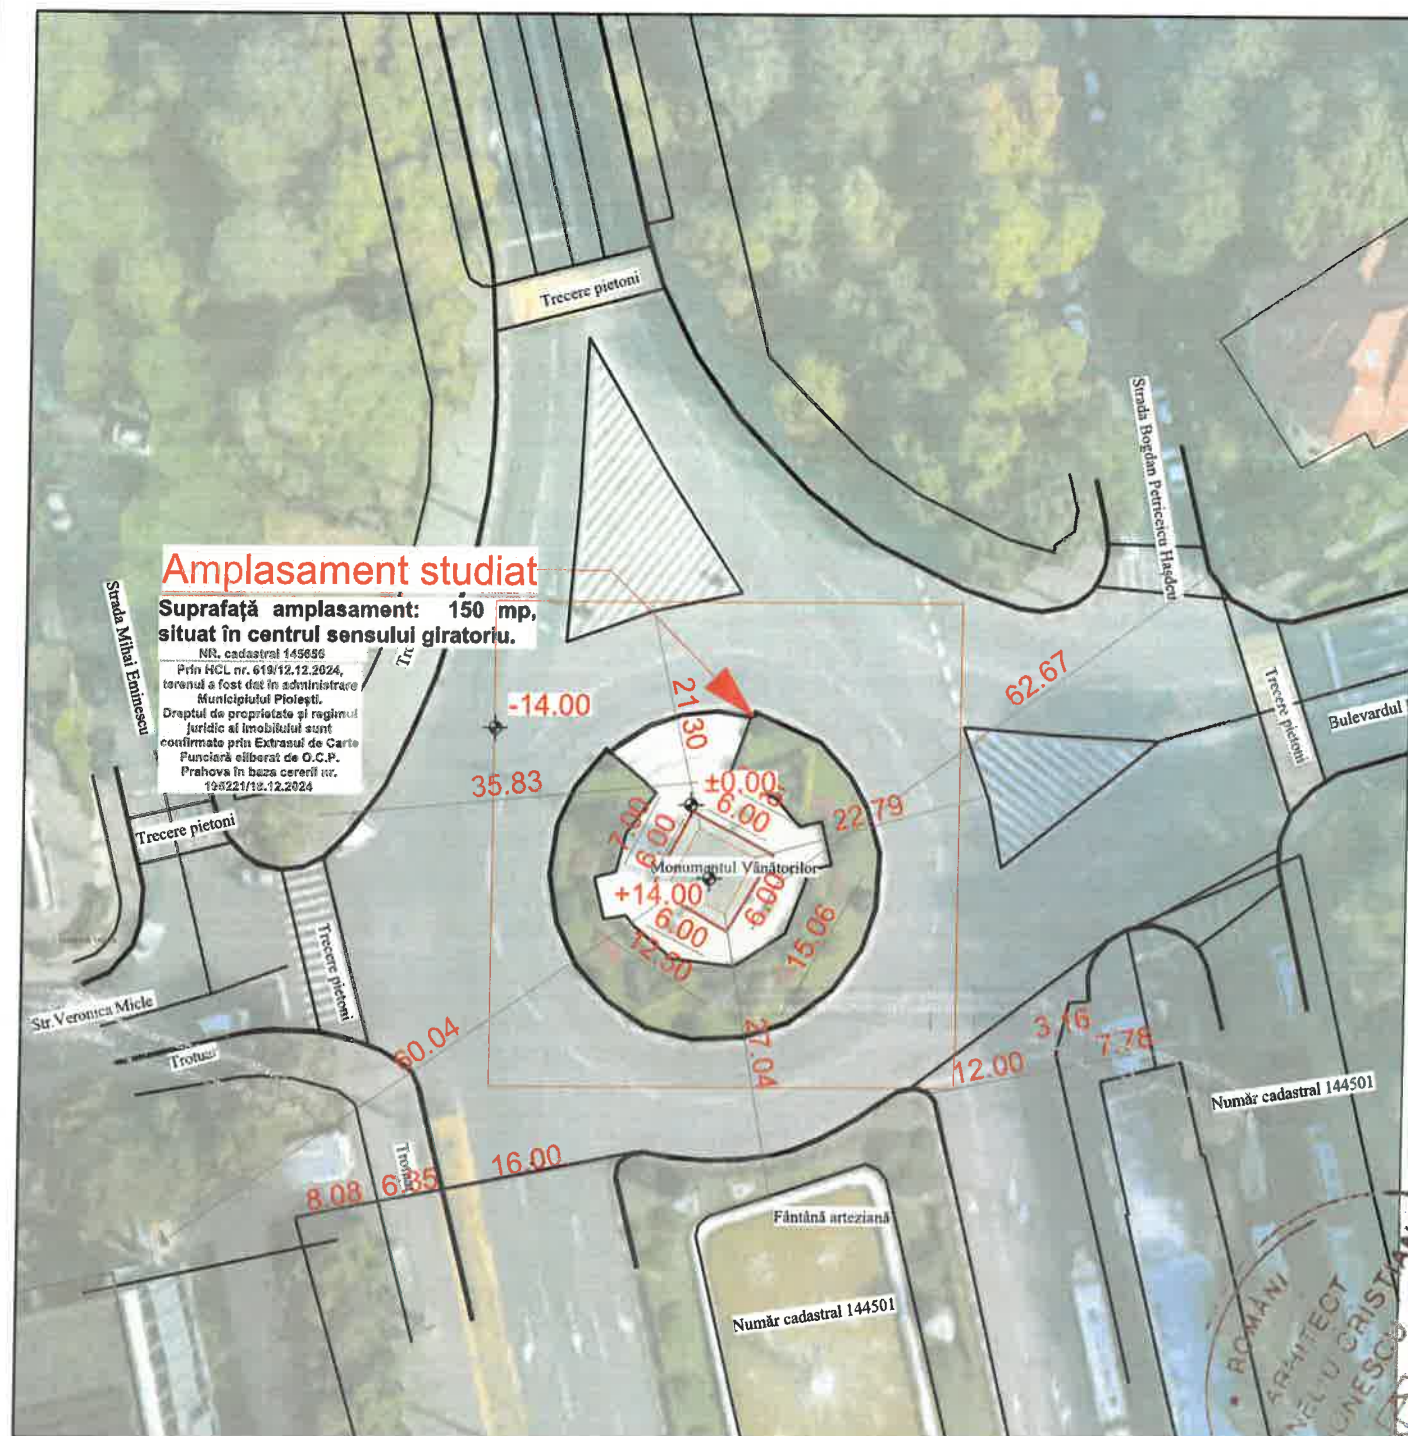 Trecere pietoni
Strada Bogdan Petriceicu Hașdeu
Amplasament studiat
Suprafață amplasament: 150 mp,
situat în centrul sensului giratoriu.
NR. cadastral 145656
Prin HCL nr. 619/12.12.2024,
terenul a fost dat în administrare
Municipiului Ploiești.
Dreptul de proprietate și regimul
juridic al imobilului sunt
confirmate prin Extrasul de Carte
Funciară eliberat de O.C.P.
Prahova în baza cererii nr.
Strada Mihai Eminescu
-14.00
21.30
62.67
Trecere pietoni
Bulevardul
35.83
±0.00
6.00
22.79
7.00
6.00
Trecere pietoni
Monumentul Vânătorilor
+14.00
6.00
6.00
12.30
15.06
Trecere pietoni
Str.Veronica Micle
Trotuar
60.04
27.04
3.16
7.78
12.00
Număr cadastral 144501
Trotuar
16.00
8.08
6.35
Fântână arteziană
Număr cadastral 144501
ROMÂNI
ARHITECT